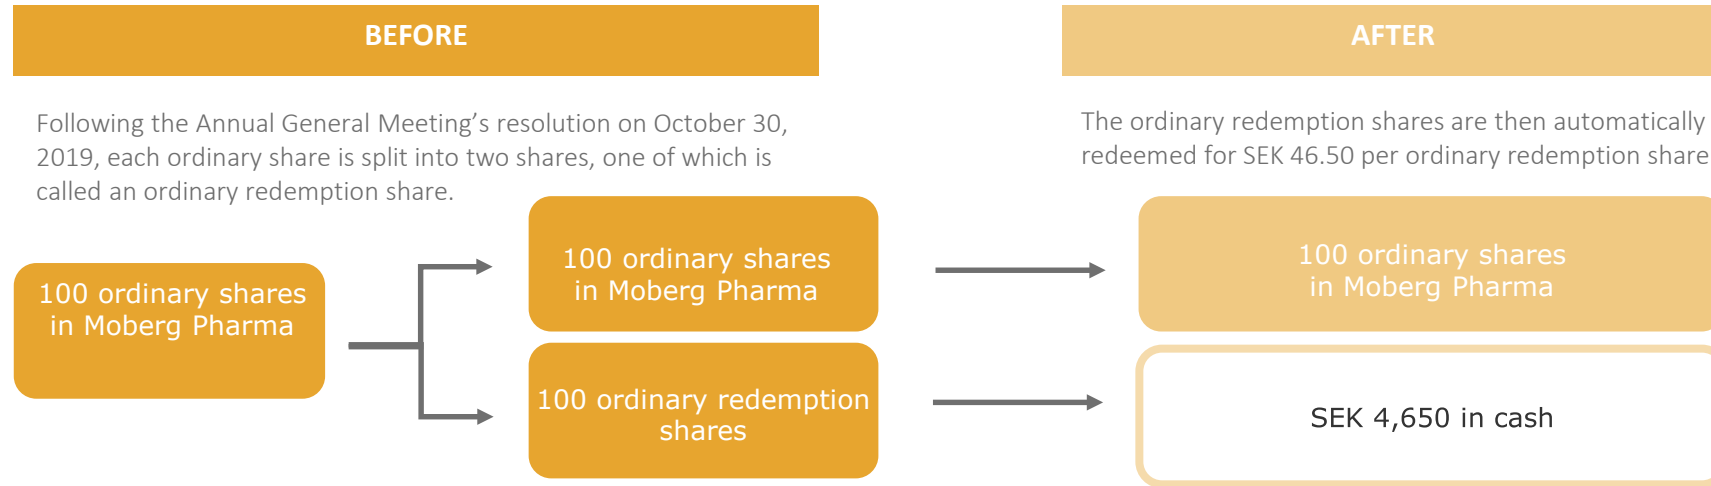 BEFORE
Following the Annual General Meeting’s resolution on October 30,
2019, each ordinary share is split into two shares, one of which is
called an ordinary redemption share.
100 ordinary shares
in Moberg Pharma
100 ordinary shares
in Moberg Pharma
100 ordinary redemption
shares
AFTER
The ordinary redemption shares are then automatically
redeemed for SEK 46.50 per ordinary redemption share
100 ordinary shares
in Moberg Pharma
SEK 4,650 in cash